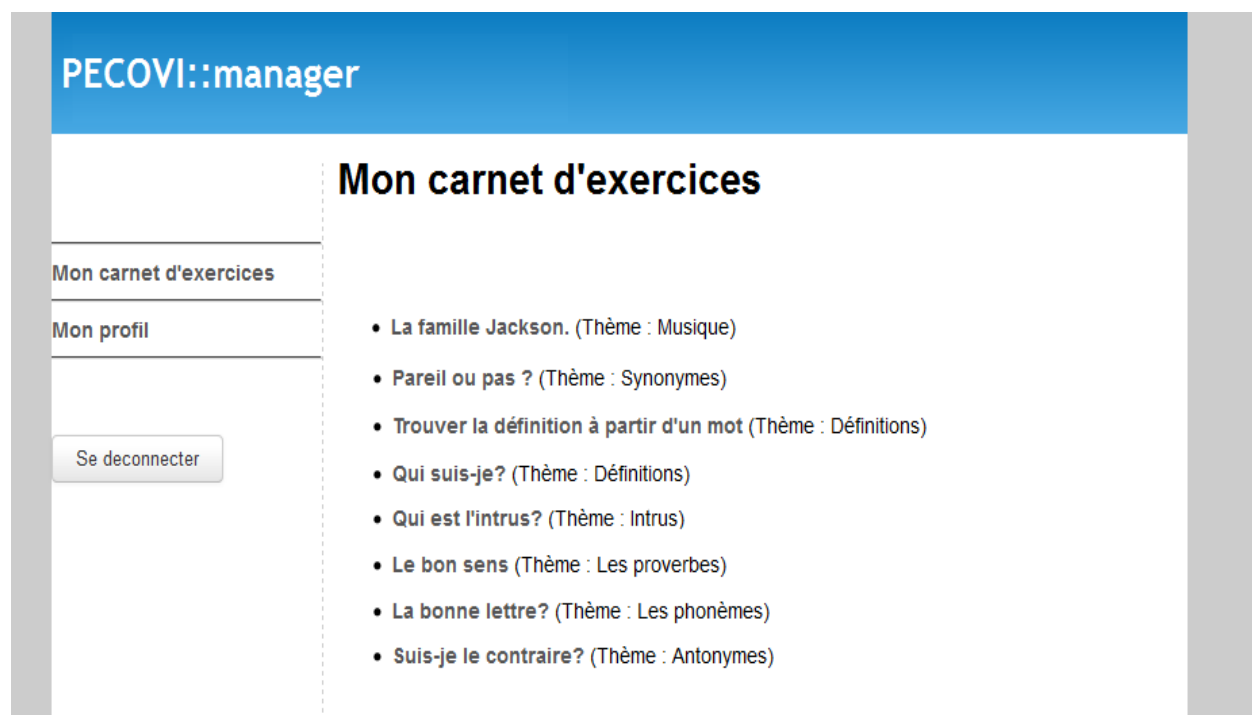 PECOVI::manager
Mon carnet d'exercices
Mon carnet d'exercices
Mon profil
Se deconnecter
• La famille Jackson. (Thème : Musique)
• Pareil ou pas ? (Thème : Synonymes)
• Trouver la définition à partir d'un mot (Thème : Définitions)
• Qui suis-je? (Thème : Définitions)
• Qui est l'intrus? (Thème : Intrus)
• Le bon sens (Thème : Les proverbes)
• La bonne lettre? (Thème : Les phonèmes)
• Suis-je le contraire? (Thème : Antonymes)